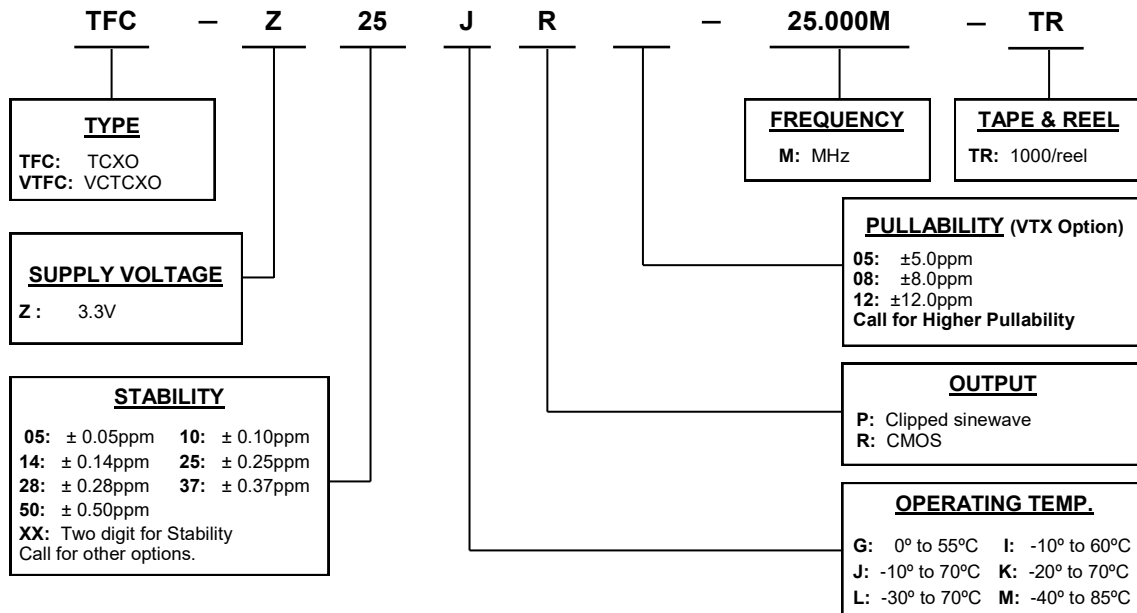 TFC – Z 25 J R – 25.000M – TR
TYPE
TFC: TCXO
VTFC: VCTCXO
SUPPLY VOLTAGE
Z : 3.3V
STABILITY
05: ± 0.05ppm 10: ± 0.10ppm
14: ± 0.14ppm 25: ± 0.25ppm
28: ± 0.28ppm 37: ± 0.37ppm
50: ± 0.50ppm
XX: Two digit for Stability
Call for other options.
FREQUENCY
M: MHz
TAPE & REEL
TR: 1000/reel
PULLABILITY (VTX Option)
05: ±5.0ppm
08: ±8.0ppm
12: ±12.0ppm
Call for Higher Pullability
OUTPUT
P: Clipped sinewave
R: CMOS
OPERATING TEMP.
G: 0º to 55ºC I: -10º to 60ºC
J: -10º to 70ºC K: -20º to 70ºC
L: -30º to 70ºC M: -40º to 85ºC